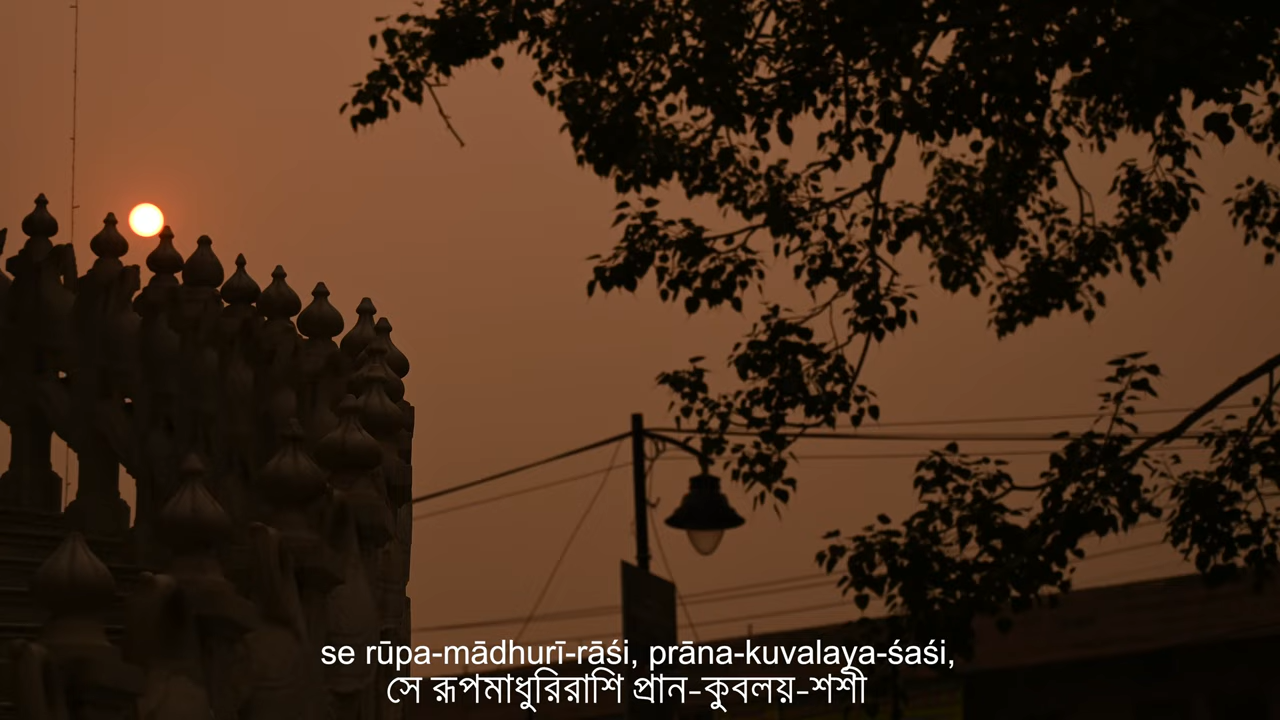 se rūpa-mādhurī-rāśi, prāna-kuvalaya-śaśi,
সে রূপমাধুরিরাশি প্রান-কুবলয়-শশী